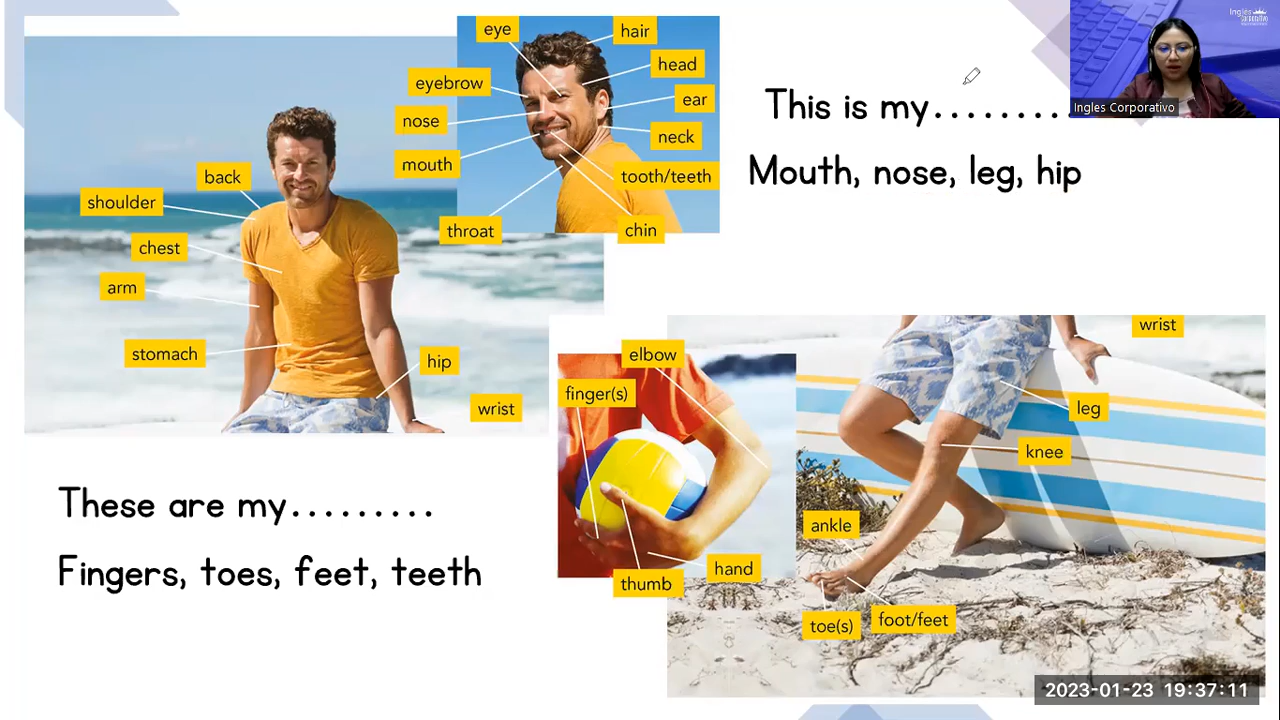 eye
hair
head
eyebrow
ear
nose
neck
mouth
tooth/teeth
throat
chin
back
shoulder
chest
arm
stomach
hip
wrist
This is my.........
Mouth, nose, leg, hip
Ingles
corporativo
Ingles Corporativo
These are my.........
Fingers, toes, feet, teeth
elbow
finger(s)
thumb
hand
wrist
leg
knee
ankle
toe(s)
foot/feet
2023-01-23 19:37:11